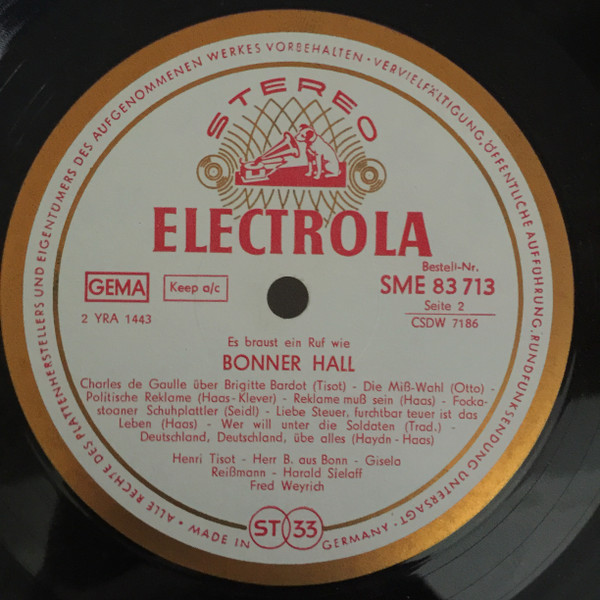 ALLE RECHTE DES PLATTENHERSTELLERS UND EIGENTÜMERS DES AUFGENOMMENEN WERKES VORBEHALTEN · VERVIELFÄLTIGUNG, ÖFFENTLICHE AUFFÜHRUNG, RUNDFUNKSENDUNG UNTERSAGT ·
STEREO
ELECTROLA
GEMA
Keep a/c
Bestell-Nr.
SME 83 713
Seite 2
2 YRA 1443
CSDW 7186
Es braust ein Ruf wie
BONNER HALL
Charles de Gaulle über Brigitte Bardot (Tisot) - Die Miß-Wahl (Otto) -
Politische Reklame (Haas-Klever) - Reklame muß sein (Haas) - Focka-
stoaner Schuhplattler (Seidl) - Liebe Steuer, furchtbar teuer ist das
Leben (Haas) - Wer will unter die Soldaten (Trad.) -
Deutschland, Deutschland, übe alles (Haydn - Haas)
Henri Tisot - Herr B. aus Bonn - Gisela
Reißmann - Harald Sielaff
Fred Weyrich
MADE IN ST 33 GERMANY